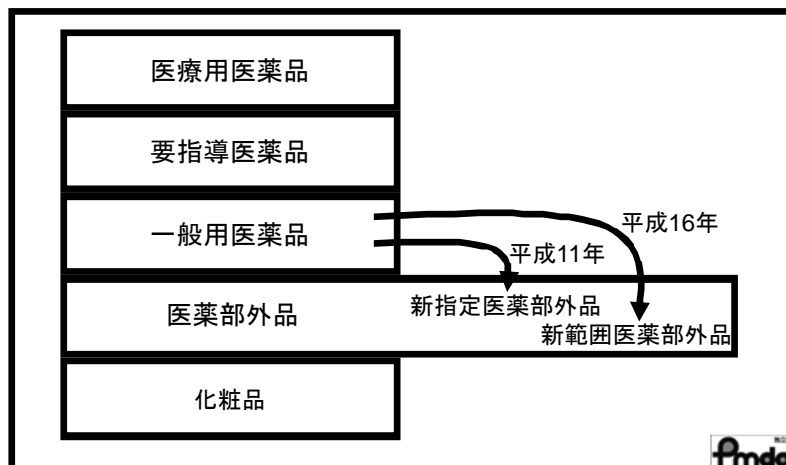 医療用医薬品
要指導医薬品
一般用医薬品
平成16年
平成11年
医薬部外品
新指定医薬部外品
新範囲医薬部外品
化粧品
Pmda